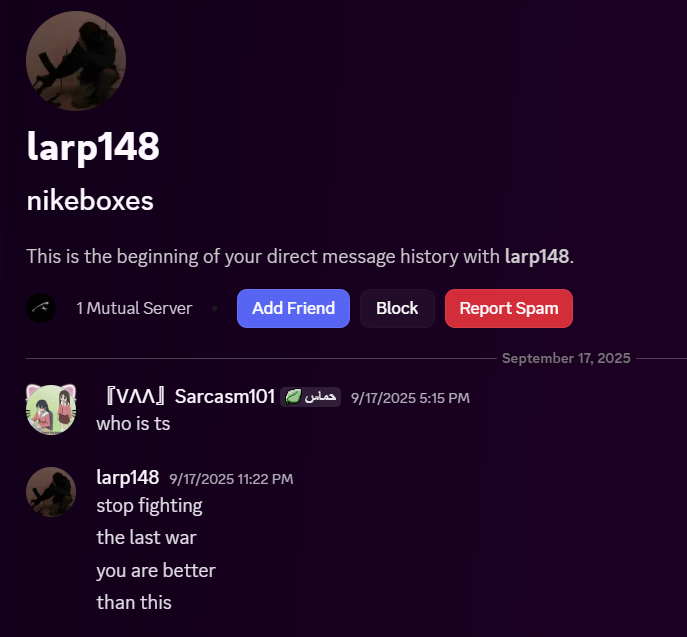 larp148
nikeboxes
This is the beginning of your direct message history with larp148.
1 Mutual Server • Add Friend Block Report Spam
September 17, 2025
『VΛΛ』Sarcasm101 حماس 9/17/2025 5:15 PM
who is ts
larp148 9/17/2025 11:22 PM
stop fighting
the last war
you are better
than this